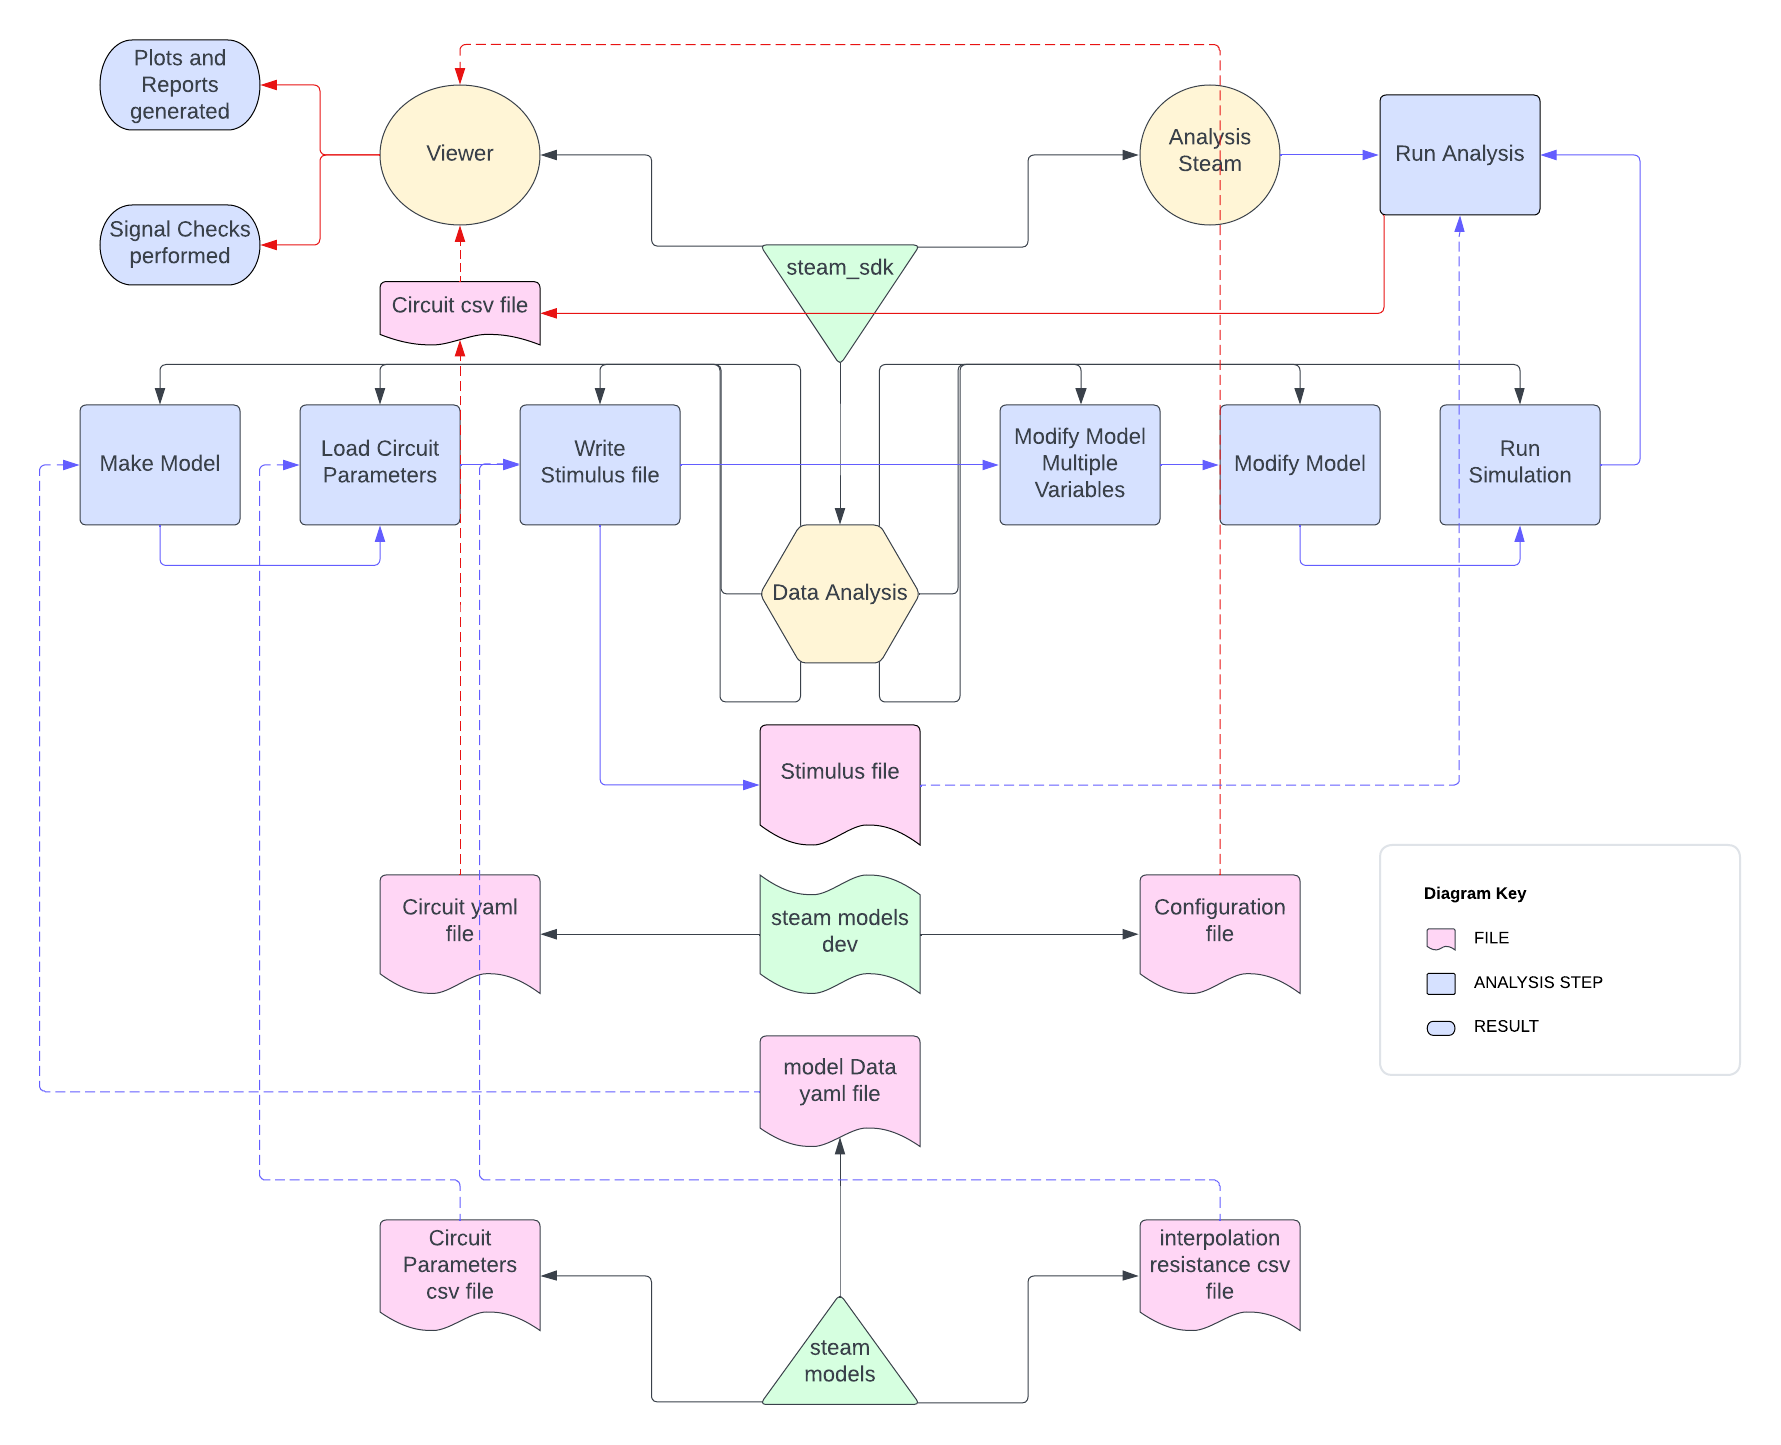 Plots and
Reports
generated
Viewer
Analysis
Steam
Run Analysis
Signal Checks
performed
steam_sdk
Circuit csv file
Make Model
Load Circuit
Parameters
Write
Stimulus file
Modify Model
Multiple
Variables
Modify Model
Run
Simulation
Data Analysis
Stimulus file
Circuit yaml
file
steam models
dev
Configuration
file
Diagram Key
FILE
ANALYSIS STEP
RESULT
model Data
yaml file
Circuit
Parameters
csv file
interpolation
resistance csv
file
steam
models